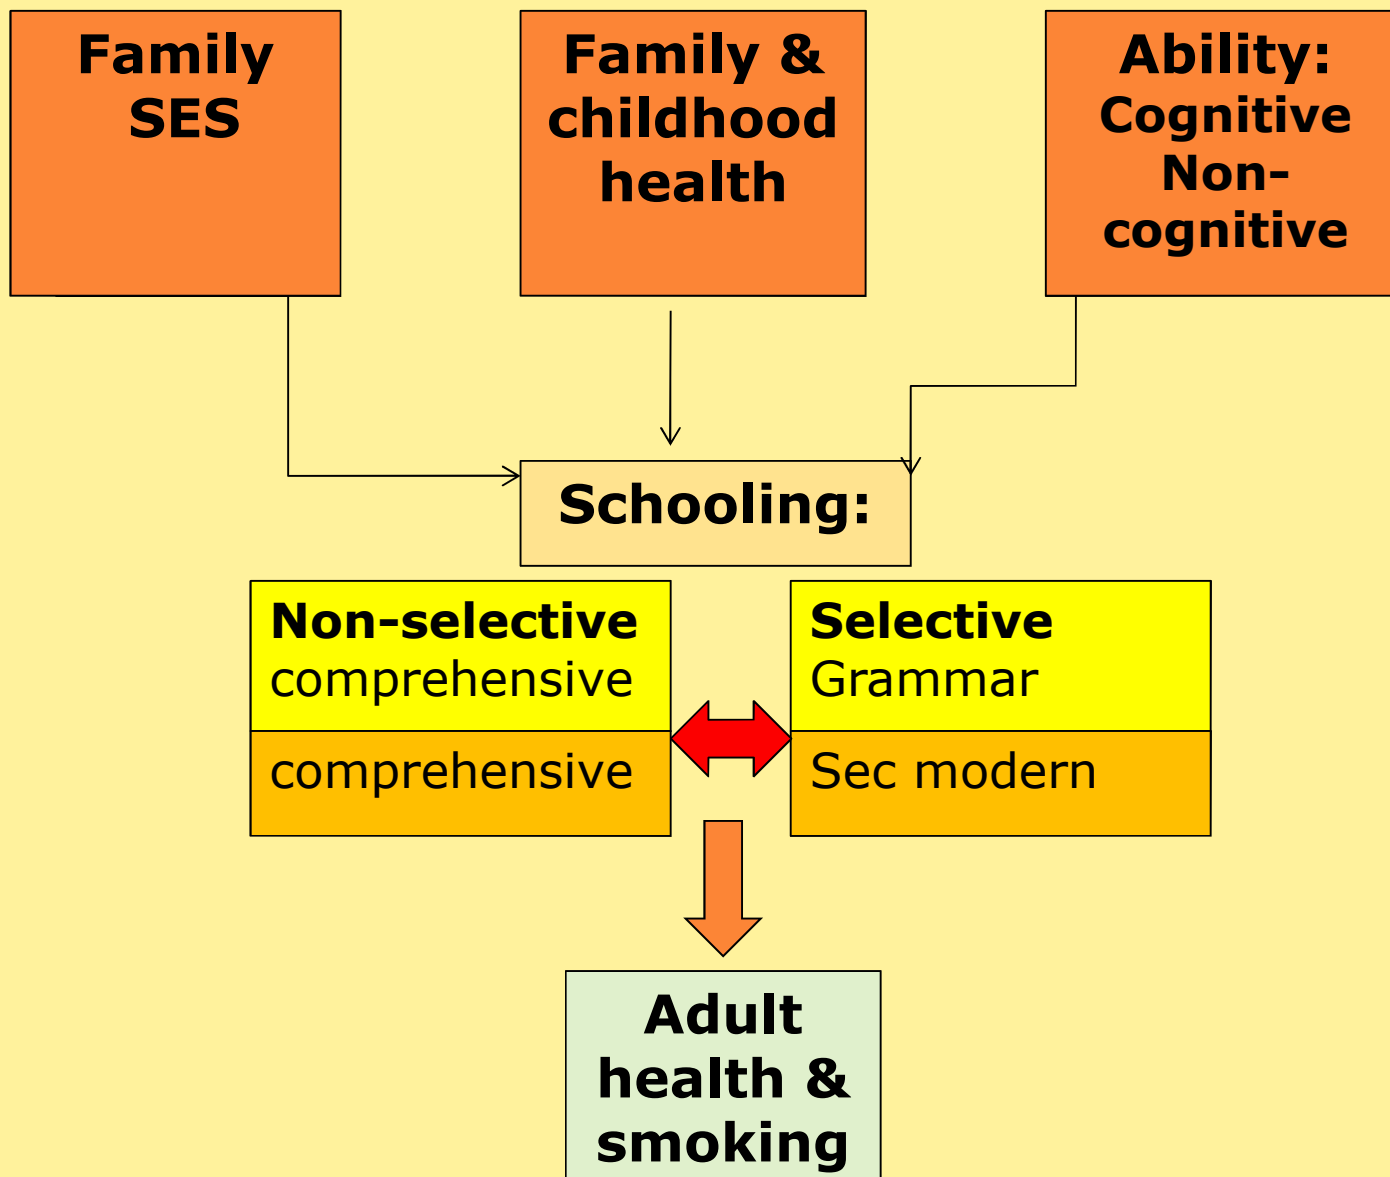 Family
SES
Family &
childhood
health
Ability:
Cognitive
Non-
cognitive
Schooling:
Non-selective
comprehensive
comprehensive
Selective
Grammar
Sec modern
Adult
health &
smoking